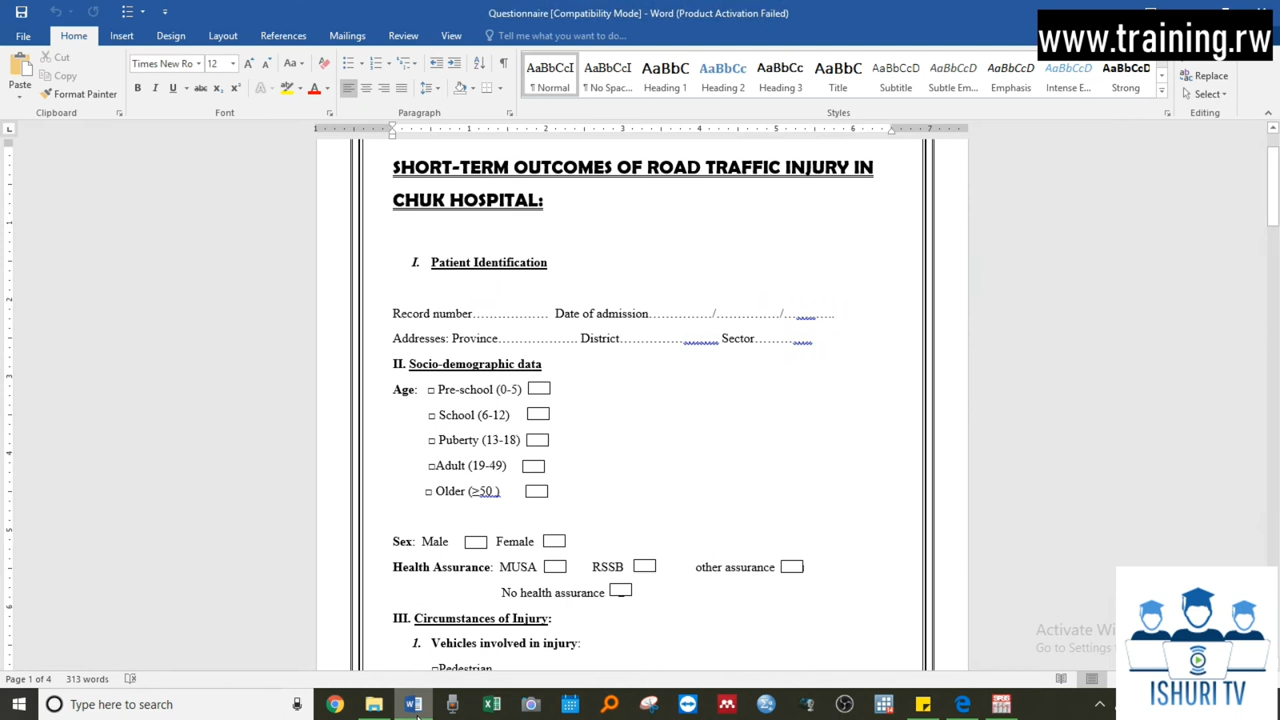 Questionnaire [Compatibility Mode] - Word (Product Activation Failed)
www.training.rw
File Home Insert Design Layout References Mailings Review View Tell me what you want to do...
Cut
Copy
Format Painter
Paste
Times New Ro 12
AaBbCcI AaBbCcI AaBbC AaBbCc AaBbCc AaBbC AaBbCcD AaBbCcD AaBbCcD AaBbCcD AaBbCc
¶ Normal ¶ No Spac... Heading 1 Heading 2 Heading 3 Title Subtitle Subtle Em... Emphasis Intense E... Strong
Replace
Select
Clipboard Font Paragraph Styles Editing
SHORT-TERM OUTCOMES OF ROAD TRAFFIC INJURY IN
CHUK HOSPITAL:
I. Patient Identification
Record number.................. Date of admission................/................/..............
Addresses: Province.................... District......................... Sector...............
II. Socio-demographic data
Age: □ Pre-school (0-5)
□ School (6-12)
□ Puberty (13-18)
□Adult (19-49)
□ Older (≥50 )
Sex: Male Female
Health Assurance: MUSA RSSB other assurance
No health assurance
III. Circumstances of Injury:
1. Vehicles involved in injury:
□Pedestrian
Activate Wi
Go to Settings
ISHURI TV
Page 1 of 4 313 words
Type here to search